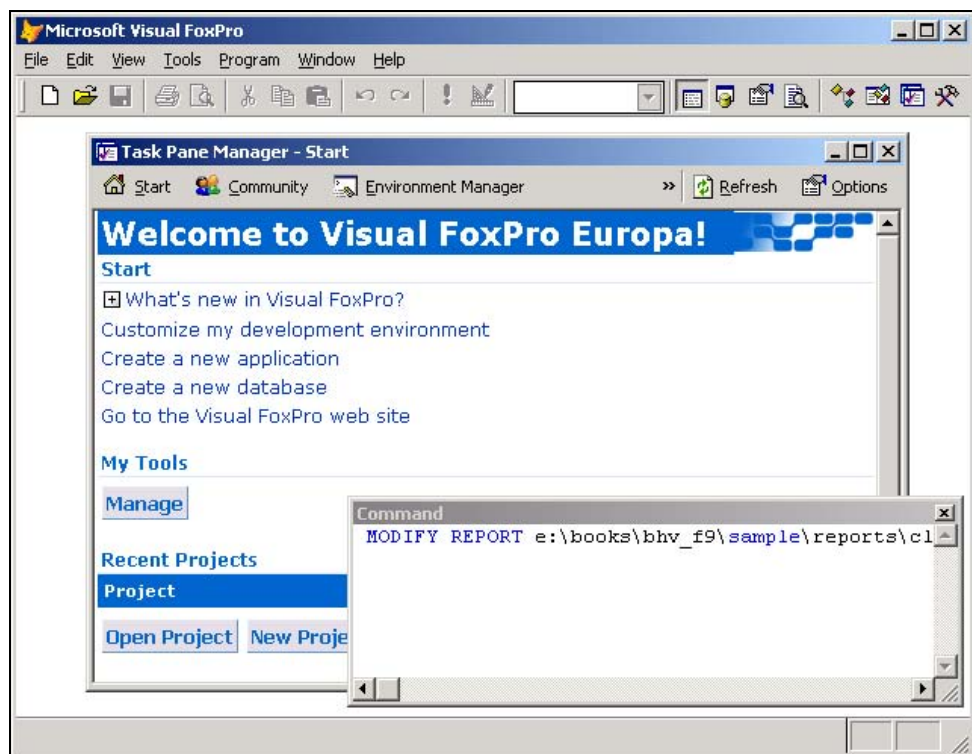 Microsoft Visual FoxPro
File Edit View Tools Program Window Help
Task Pane Manager - Start
Start Community Environment Manager » Refresh Options
Welcome to Visual FoxPro Europa!
Start
What's new in Visual FoxPro?
Customize my development environment
Create a new application
Create a new database
Go to the Visual FoxPro web site
My Tools
Manage
Recent Projects
Project
Open Project New Proje
Command
MODIFY REPORT e:\books\bhv_f9\sample\reports\cl